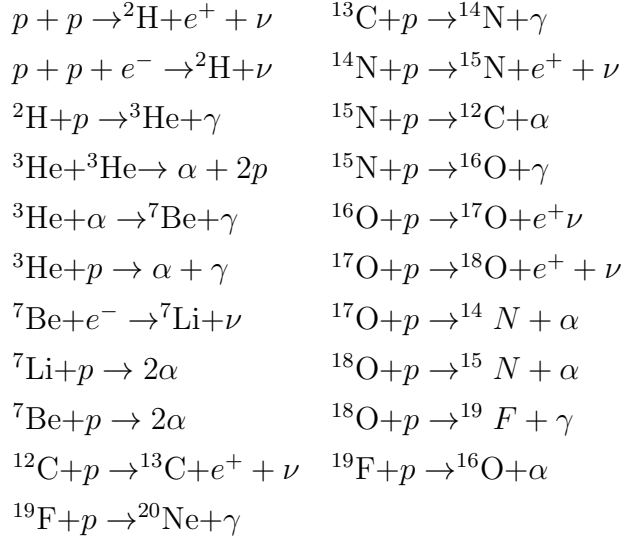 p + p →²H+e⁺ + ν
p + p + e⁻ →²H+ν
²H+p →³He+γ
³He+³He→ α + 2p
³He+α →⁷Be+γ
³He+p → α + γ
⁷Be+e⁻ →⁷Li+ν
⁷Li+p → 2α
⁷Be+p → 2α
¹²C+p →¹³C+e⁺ + ν
¹⁹F+p →²⁰Ne+γ
¹³C+p →¹⁴N+γ
¹⁴N+p →¹⁵N+e⁺ + ν
¹⁵N+p →¹²C+α
¹⁵N+p →¹⁶O+γ
¹⁶O+p →¹⁷O+e⁺ν
¹⁷O+p →¹⁸O+e⁺ + ν
¹⁷O+p →¹⁴ N + α
¹⁸O+p →¹⁵ N + α
¹⁸O+p →¹⁹ F + γ
¹⁹F+p →¹⁶O+α